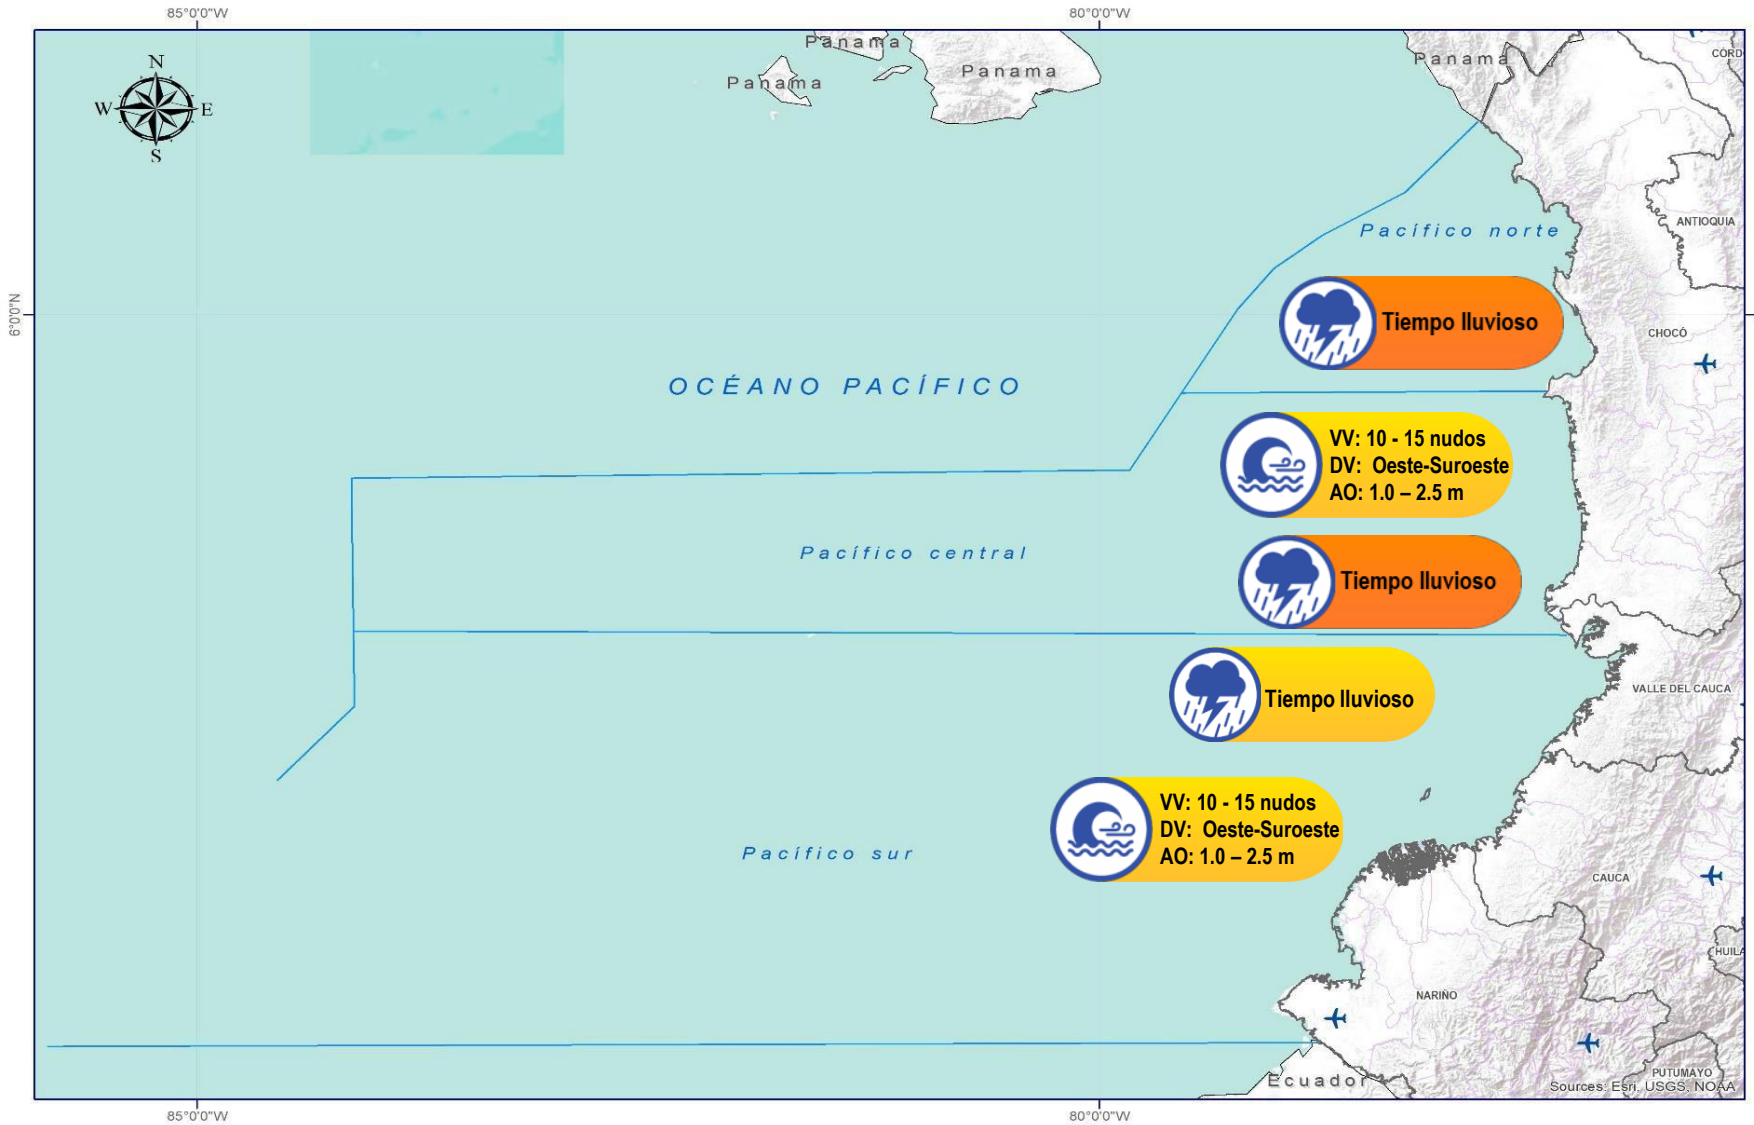 85°0'0"W
80°0'0"W
N
W
E
S
Panama
Panama
Panama
Panama
CÓRD
Pacífico norte
ANTIOQUIA
6°0'0"N
Tiempo lluvioso
CHOCÓ
OCÉANO PACÍFICO
VV: 10 - 15 nudos
DV: Oeste-Suroeste
AO: 1.0 – 2.5 m
Pacífico central
Tiempo lluvioso
Tiempo lluvioso
VALLE DEL CAUCA
VV: 10 - 15 nudos
DV: Oeste-Suroeste
AO: 1.0 – 2.5 m
Pacífico sur
CAUCA
HUILA
NARIÑO
Ecuador
PUTUMAYO
Sources: Esri, USGS, NOAA
85°0'0"W
80°0'0"W